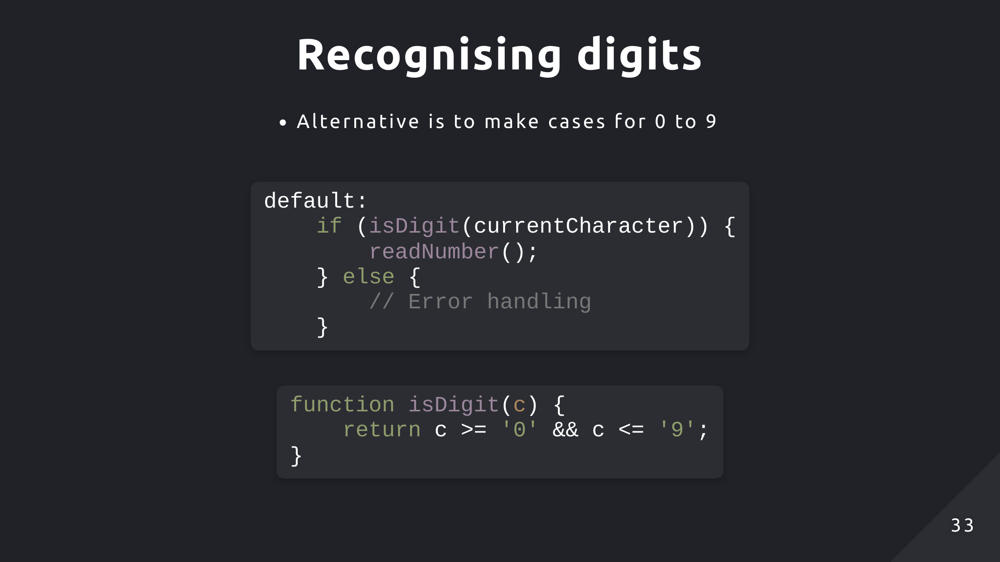 Recognising digits
• Alternative is to make cases for 0 to 9
default:
    if (isDigit(currentCharacter)) {
        readNumber();
    } else {
        // Error handling
    }
function isDigit(c) {
    return c >= '0' && c <= '9';
}
33